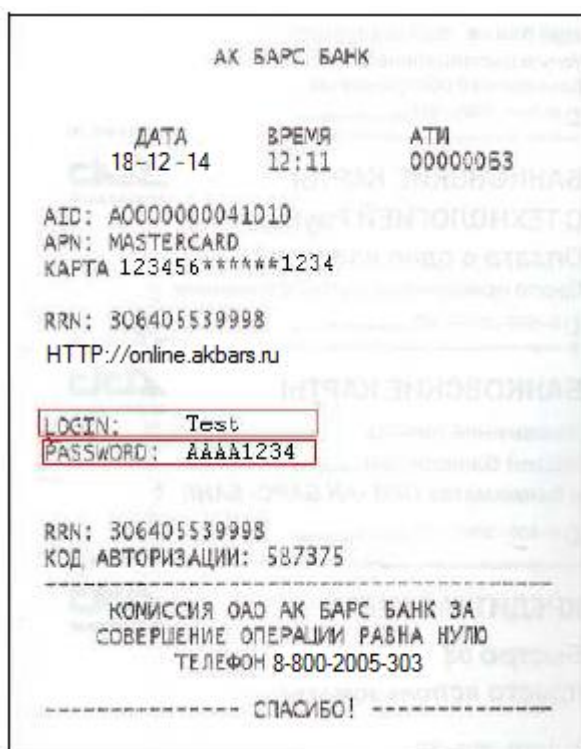 АК БАРС БАНК
ДАТА ВРЕМЯ АТМ
18-12-14 12:11 00000063
AID: A0000000041010
APN: MASTERCARD
КАРТА 123456******1234
RRN: 306405539998
HTTP://online.akbars.ru
LOGIN: Test
PASSWORD: AAAA1234
RRN: 306405539998
КОД АВТОРИЗАЦИИ: 587375
КОМИССИЯ ОАО АК БАРС БАНК ЗА
СОВЕРШЕНИЕ ОПЕРАЦИИ РАВНА НУЛЮ
ТЕЛЕФОН 8-800-2005-303
---------------- СПАСИБО! ----------------